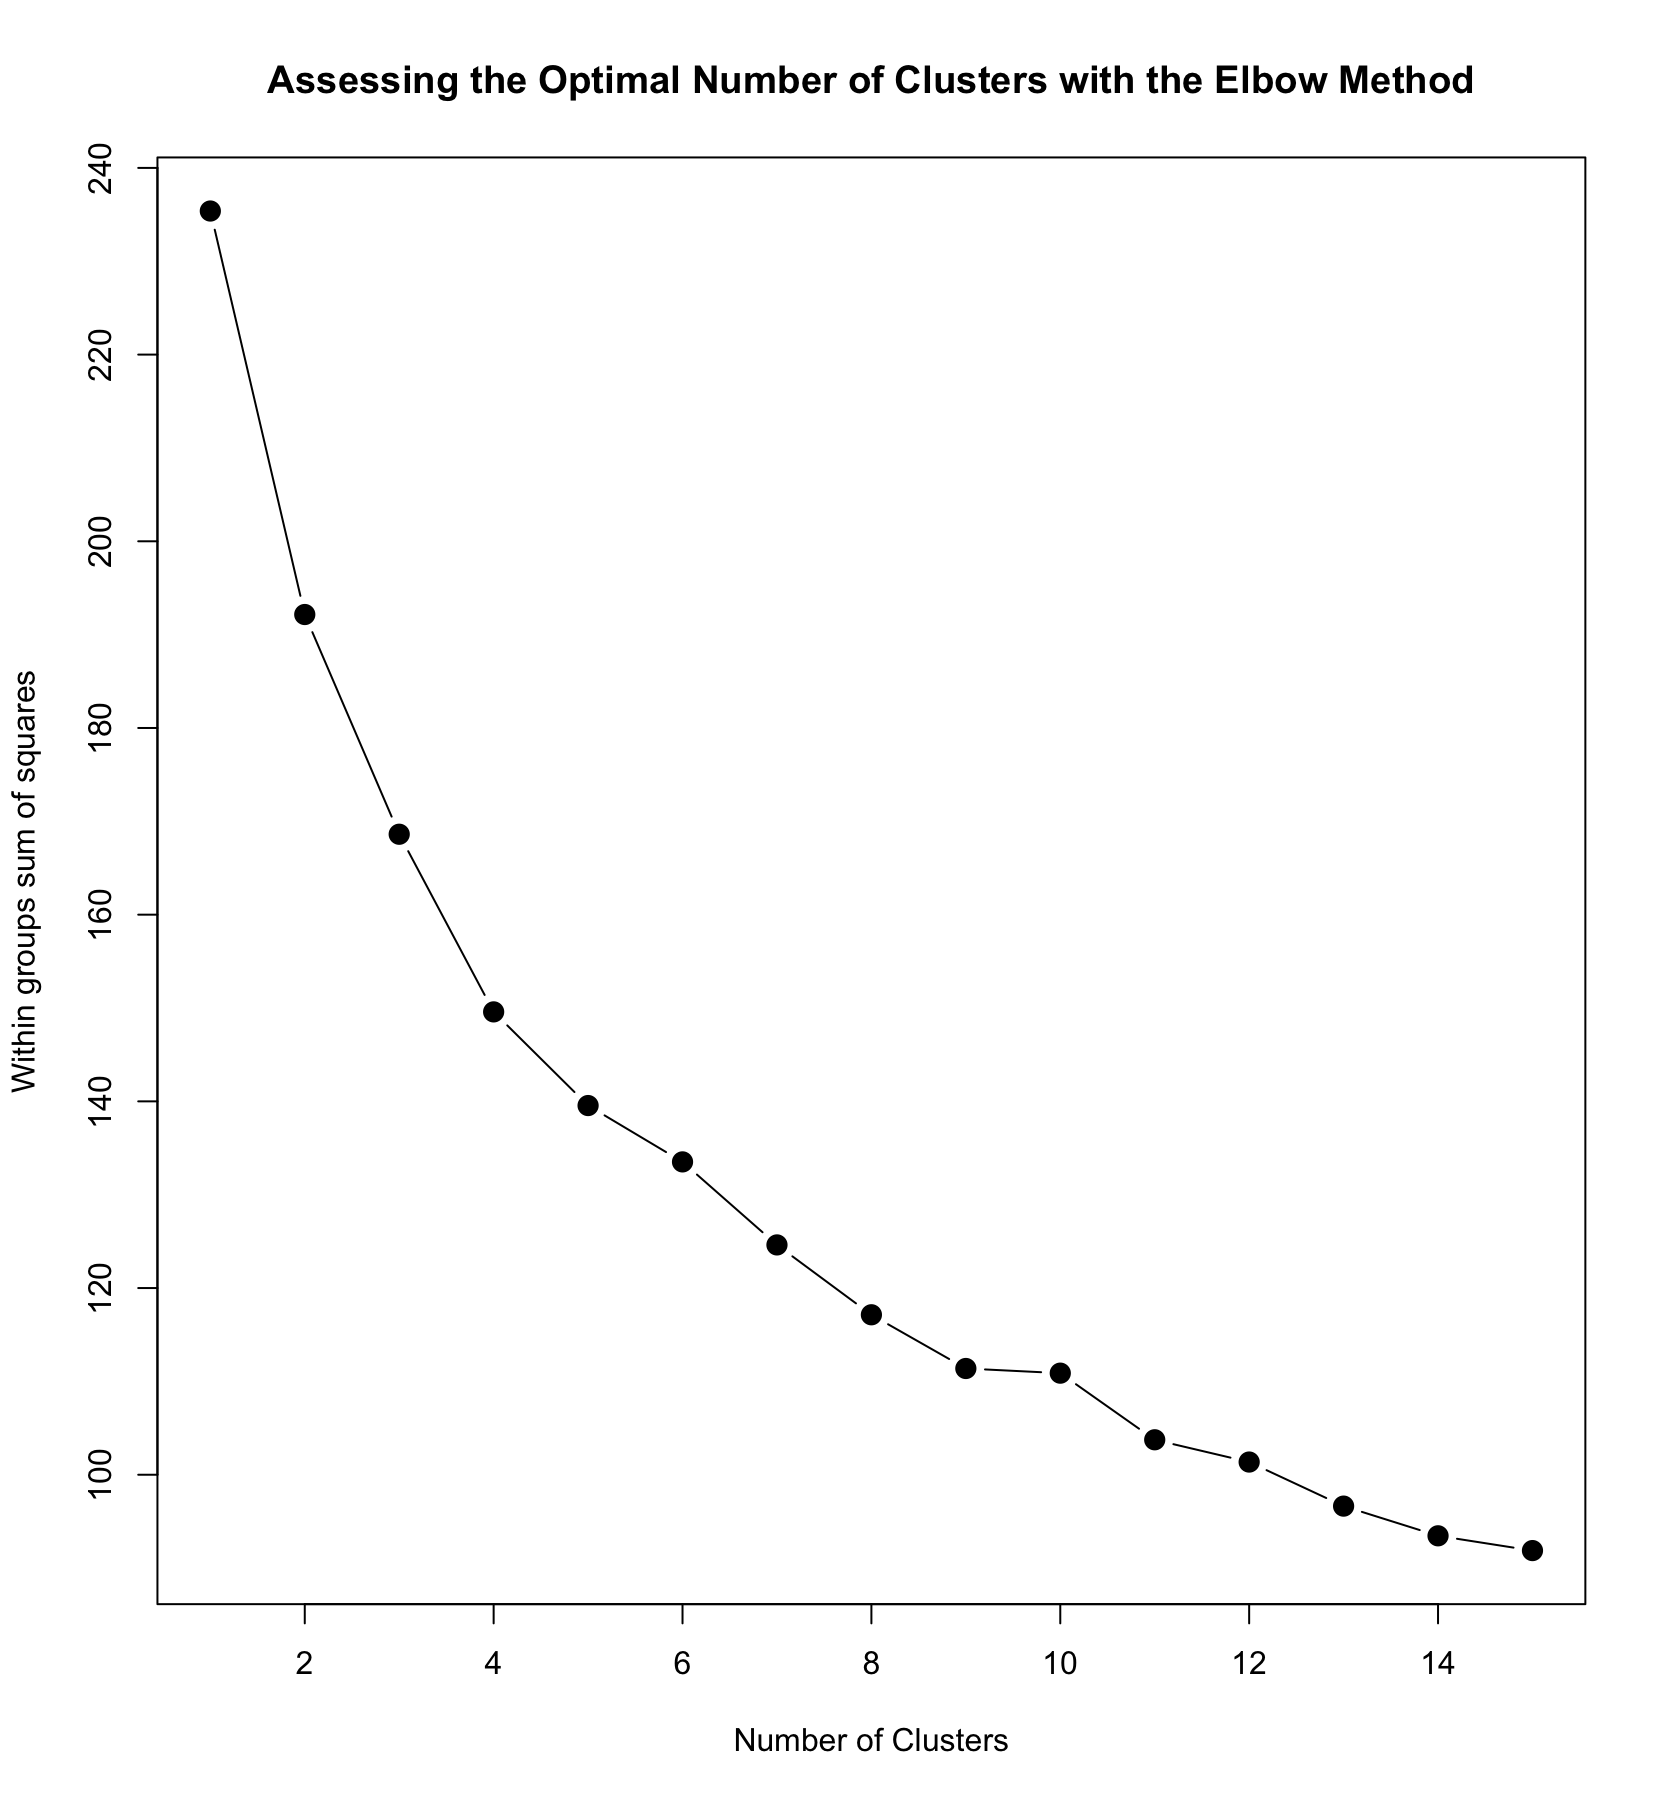 Assessing the Optimal Number of Clusters with the Elbow Method
Within groups sum of squares
240
220
200
180
160
140
120
100
2 4 6 8 10 12 14
Number of Clusters